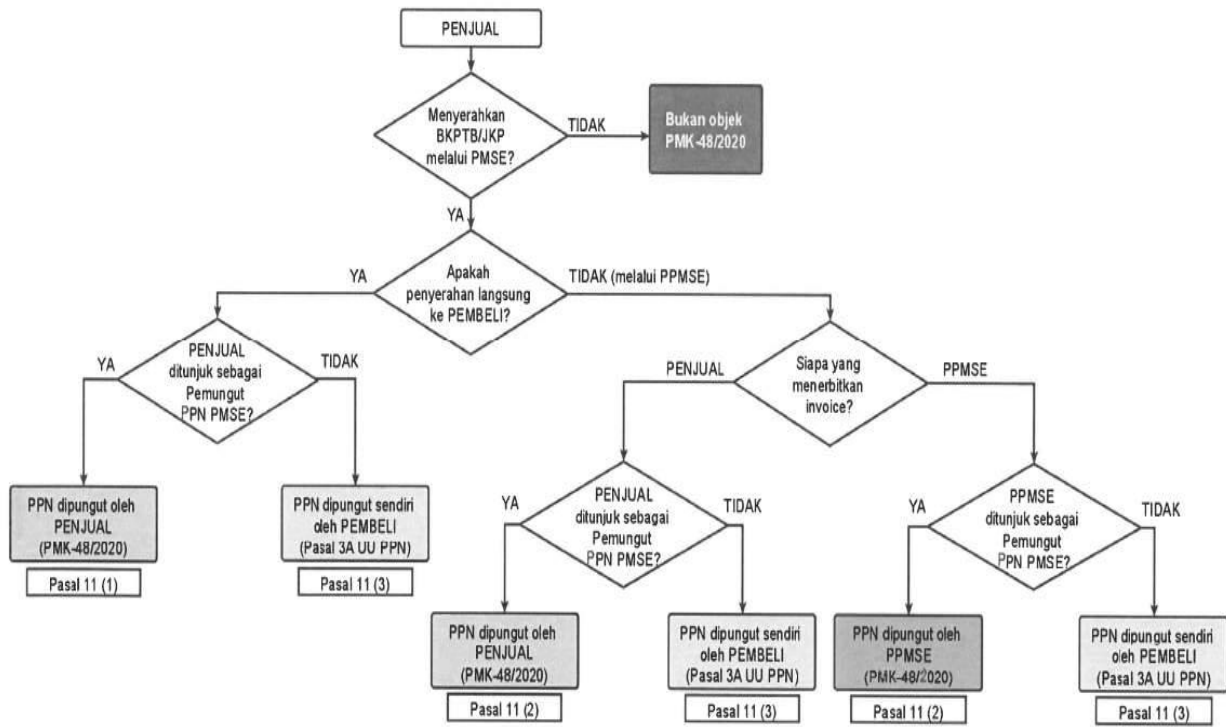 PENJUAL
Menyerahkan
BKPTB/JKP
melalui PMSE?
TIDAK
Bukan objek
PMK-48/2020
YA
Apakah
penyerahan langsung
ke PEMBELI?
YA
TIDAK (melalui PPMSE)
PENJUAL
ditunjuk sebagai
Pemungut
PPN PMSE?
YA
TIDAK
Siapa yang
menerbitkan
invoice?
PENJUAL
PPMSE
PPN dipungut oleh
PENJUAL
(PMK-48/2020)
Pasal 11 (1)
PPN dipungut sendiri
oleh PEMBELI
(Pasal 3A UU PPN)
Pasal 11 (3)
PENJUAL
ditunjuk sebagai
Pemungut
PPN PMSE?
YA
TIDAK
PPMSE
ditunjuk sebagai
Pemungut
PPN PMSE?
YA
TIDAK
PPN dipungut oleh
PENJUAL
(PMK-48/2020)
Pasal 11 (2)
PPN dipungut sendiri
oleh PEMBELI
(Pasal 3A UU PPN)
Pasal 11 (3)
PPN dipungut oleh
PPMSE
(PMK-48/2020)
Pasal 11 (2)
PPN dipungut sendiri
oleh PEMBELI
(Pasal 3A UU PPN)
Pasal 11 (3)